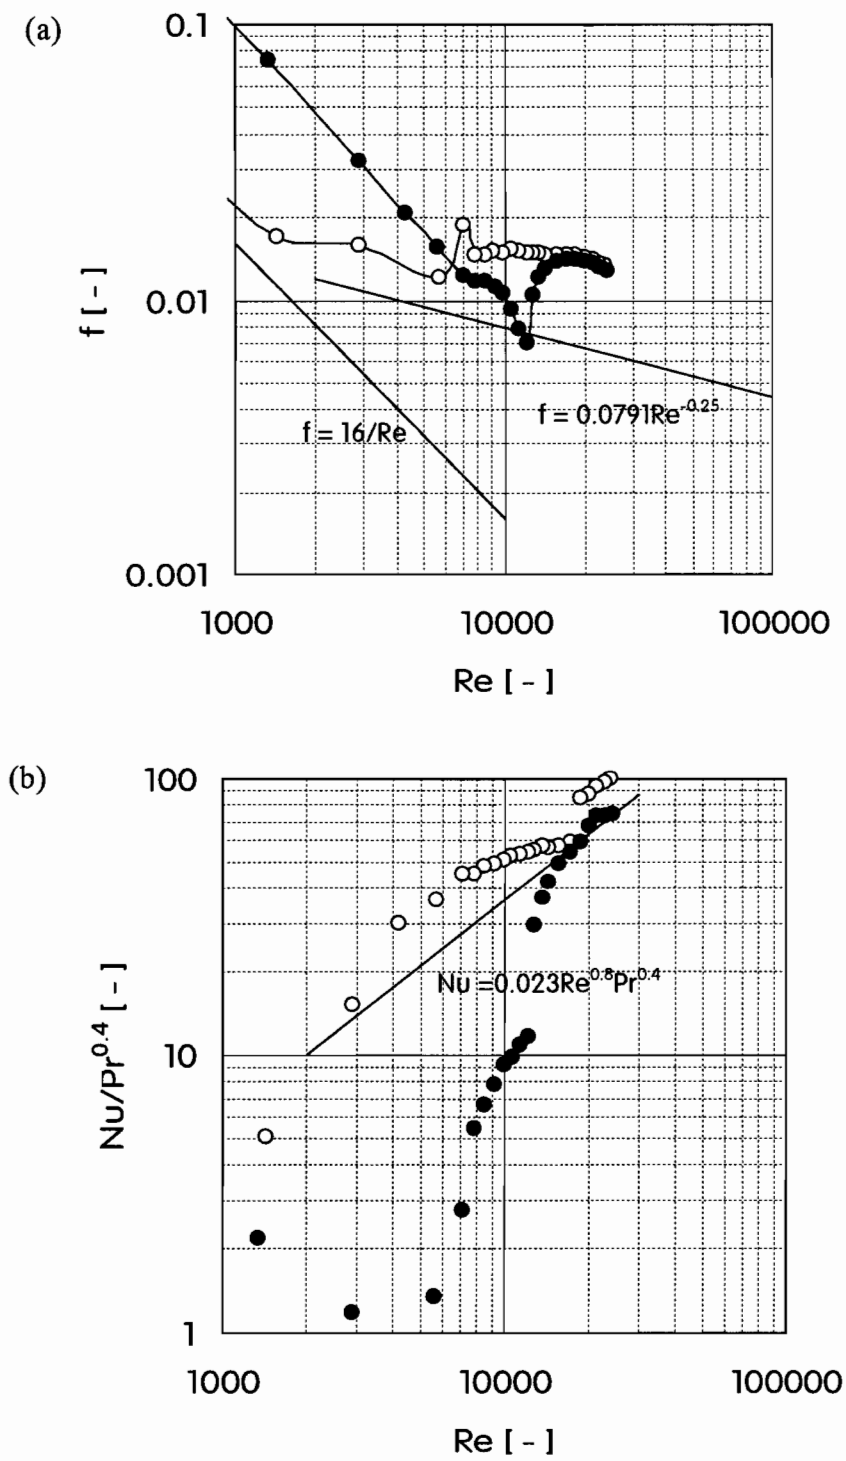 (a)
0.1
0.01
0.001
f [ - ]
f = 16/Re
f = 0.0791Re^-0.25
1000 10000 100000
Re [ - ]
(b)
100
10
1
Nu/Pr^0.4 [ - ]
Nu =0.023Re^0.8Pr^0.4
1000 10000 100000
Re [ - ]